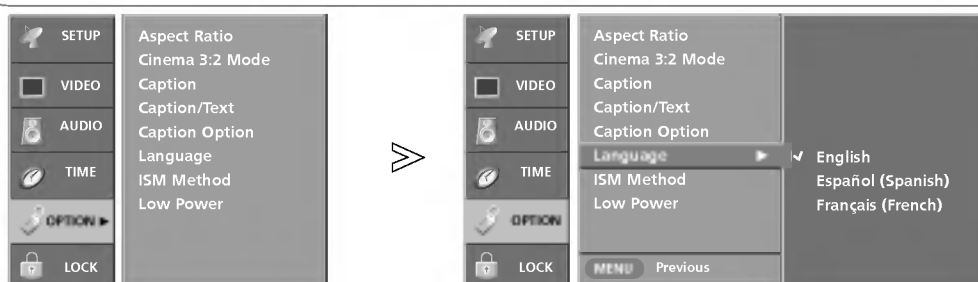 SETUP
VIDEO
AUDIO
TIME
OPTION
LOCK
Aspect Ratio
Cinema 3:2 Mode
Caption
Caption/Text
Caption Option
Language
ISM Method
Low Power
SETUP
VIDEO
AUDIO
TIME
OPTION
LOCK
Aspect Ratio
Cinema 3:2 Mode
Caption
Caption/Text
Caption Option
Language
ISM Method
Low Power
MENU Previous
English
Español (Spanish)
Français (French)